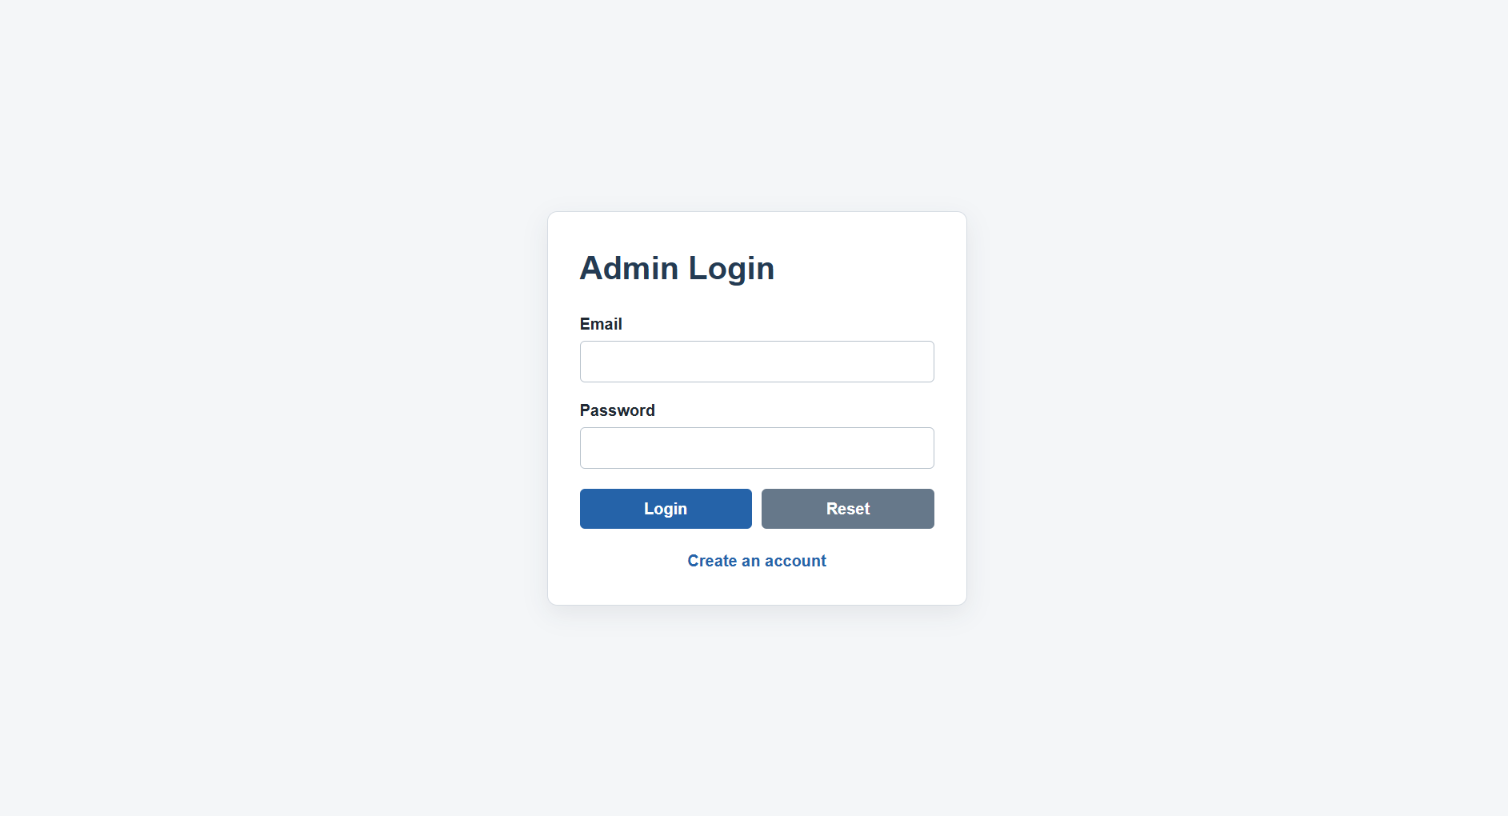 Admin Login
Email
Password
Login Reset
Create an account